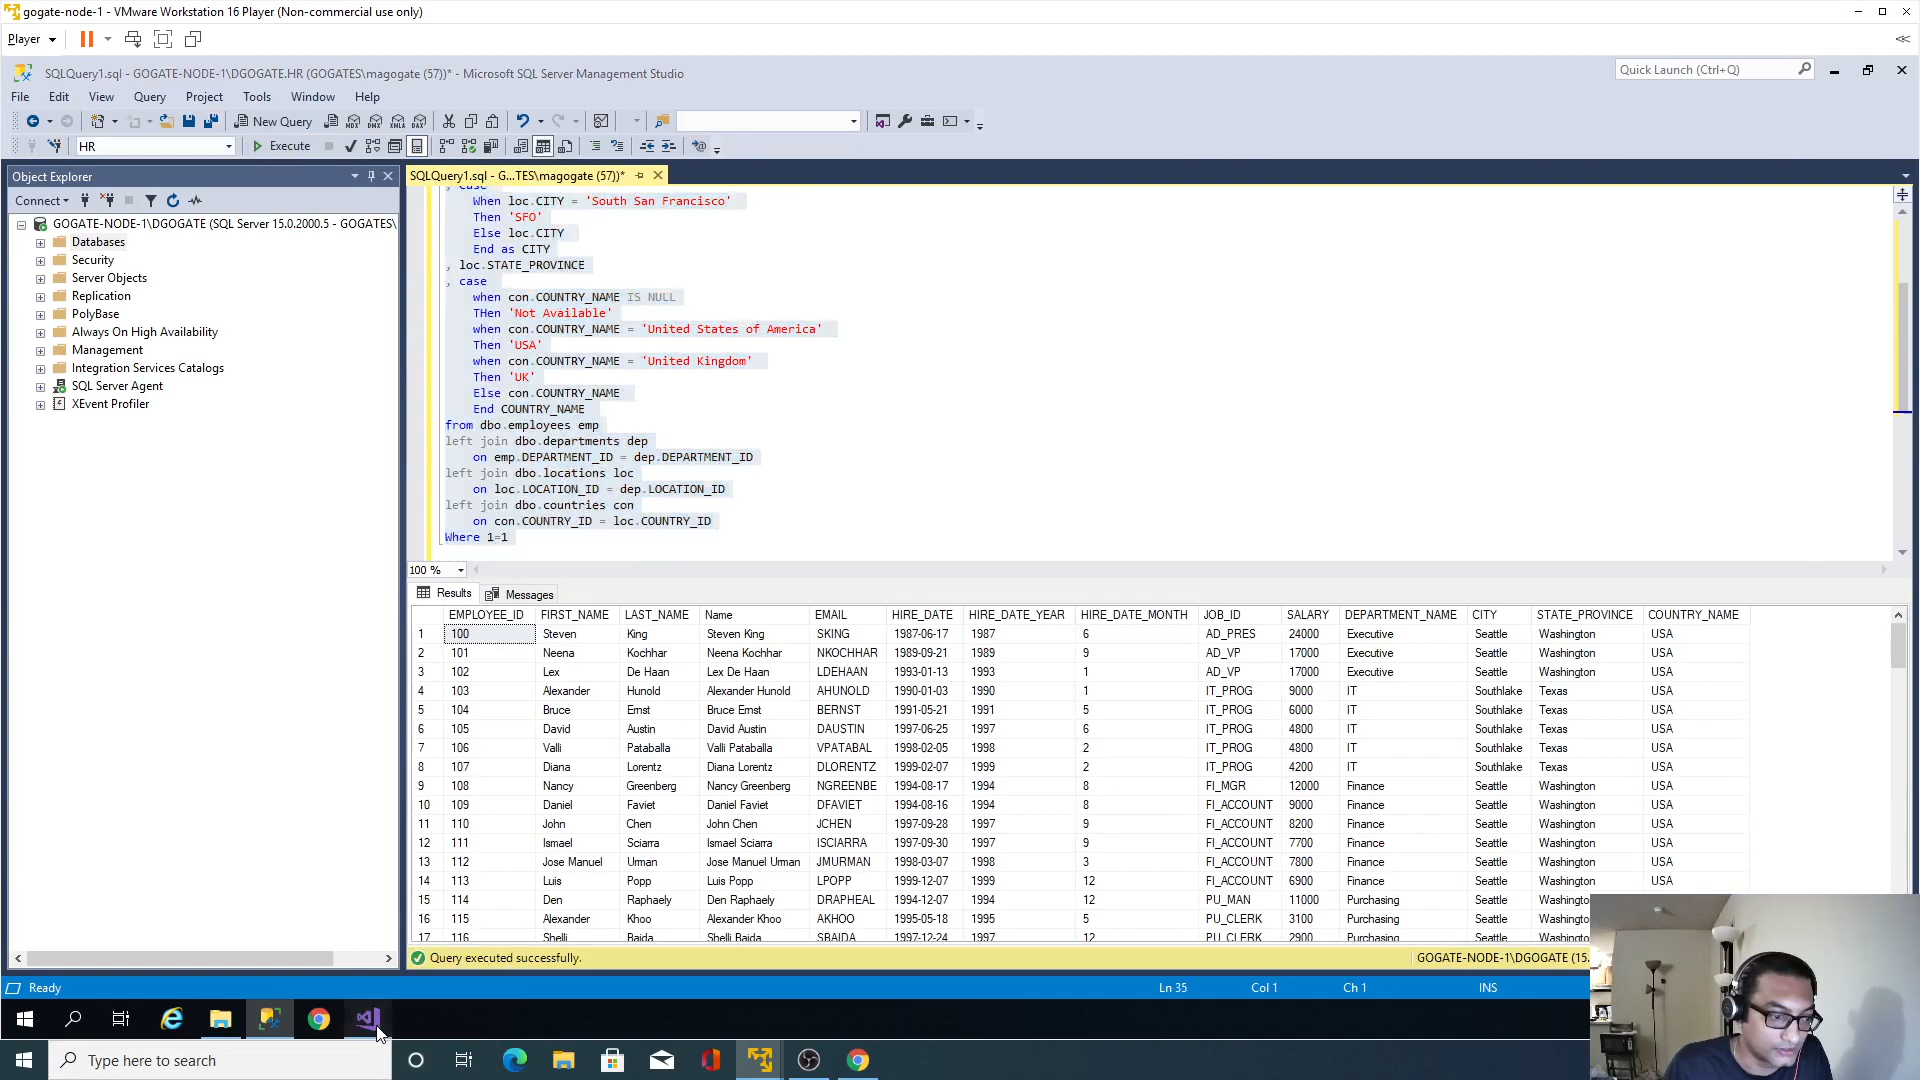 gogate-node-1 - VMware Workstation 16 Player (Non-commercial use only)
Player
SQLQuery1.sql - GOGATE-NODE-1\DGOGATE.HR (GOGATES\magogate (57))* - Microsoft SQL Server Management Studio
Quick Launch (Ctrl+Q)
File Edit View Query Project Tools Window Help
New Query
HR
Execute
Object Explorer
SQLQuery1.sql - G...TES\magogate (57))*
Connect
GOGATE-NODE-1\DGOGATE (SQL Server 15.0.2000.5 - GOGATES\
Databases
Security
Server Objects
Replication
PolyBase
Always On High Availability
Management
Integration Services Catalogs
SQL Server Agent
XEvent Profiler
, case
When loc.CITY = 'South San Francisco'
Then 'SFO'
Else loc.CITY
End as CITY
, loc.STATE_PROVINCE
, case
when con.COUNTRY_NAME IS NULL
THen 'Not Available'
when con.COUNTRY_NAME = 'United States of America'
Then 'USA'
when con.COUNTRY_NAME = 'United Kingdom'
Then 'UK'
Else con.COUNTRY_NAME
End COUNTRY_NAME
from dbo.employees emp
left join dbo.departments dep
on emp.DEPARTMENT_ID = dep.DEPARTMENT_ID
left join dbo.locations loc
on loc.LOCATION_ID = dep.LOCATION_ID
left join dbo.countries con
on con.COUNTRY_ID = loc.COUNTRY_ID
Where 1=1
100 %
Results Messages
EMPLOYEE_ID FIRST_NAME LAST_NAME Name EMAIL HIRE_DATE HIRE_DATE_YEAR HIRE_DATE_MONTH JOB_ID SALARY DEPARTMENT_NAME CITY STATE_PROVINCE COUNTRY_NAME
1 100 Steven King Steven King SKING 1987-06-17 1987 6 AD_PRES 24000 Executive Seattle Washington USA
2 101 Neena Kochhar Neena Kochhar NKOCHHAR 1989-09-21 1989 9 AD_VP 17000 Executive Seattle Washington USA
3 102 Lex De Haan Lex De Haan LDEHAAN 1993-01-13 1993 1 AD_VP 17000 Executive Seattle Washington USA
4 103 Alexander Hunold Alexander Hunold AHUNOLD 1990-01-03 1990 1 IT_PROG 9000 IT Southlake Texas USA
5 104 Bruce Ernst Bruce Ernst BERNST 1991-05-21 1991 5 IT_PROG 6000 IT Southlake Texas USA
6 105 David Austin David Austin DAUSTIN 1997-06-25 1997 6 IT_PROG 4800 IT Southlake Texas USA
7 106 Valli Pataballa Valli Pataballa VPATABAL 1998-02-05 1998 2 IT_PROG 4800 IT Southlake Texas USA
8 107 Diana Lorentz Diana Lorentz DLORENTZ 1999-02-07 1999 2 IT_PROG 4200 IT Southlake Texas USA
9 108 Nancy Greenberg Nancy Greenberg NGREENBE 1994-08-17 1994 8 FI_MGR 12000 Finance Seattle Washington USA
10 109 Daniel Faviet Daniel Faviet DFAVIET 1994-08-16 1994 8 FI_ACCOUNT 9000 Finance Seattle Washington USA
11 110 John Chen John Chen JCHEN 1997-09-28 1997 9 FI_ACCOUNT 8200 Finance Seattle Washington USA
12 111 Ismael Sciarra Ismael Sciarra ISCIARRA 1997-09-30 1997 9 FI_ACCOUNT 7700 Finance Seattle Washington USA
13 112 Jose Manuel Urman Jose Manuel Urman JMURMAN 1998-03-07 1998 3 FI_ACCOUNT 7800 Finance Seattle Washington USA
14 113 Luis Popp Luis Popp LPOPP 1999-12-07 1999 12 FI_ACCOUNT 6900 Finance Seattle Washington USA
15 114 Den Raphaely Den Raphaely DRAPHEAL 1994-12-07 1994 12 PU_MAN 11000 Purchasing Seattle Washingto
16 115 Alexander Khoo Alexander Khoo AKHOO 1995-05-18 1995 5 PU_CLERK 3100 Purchasing Seattle Washingto
17 116 Shelli Baida Shelli Baida SBAIDA 1997-12-24 1997 12 PU_CLERK 2900 Purchasing Seattle Washingto
Query executed successfully.
GOGATE-NODE-1\DGOGATE (15.
Ready
Ln 35 Col 1 Ch 1 INS
Type here to search